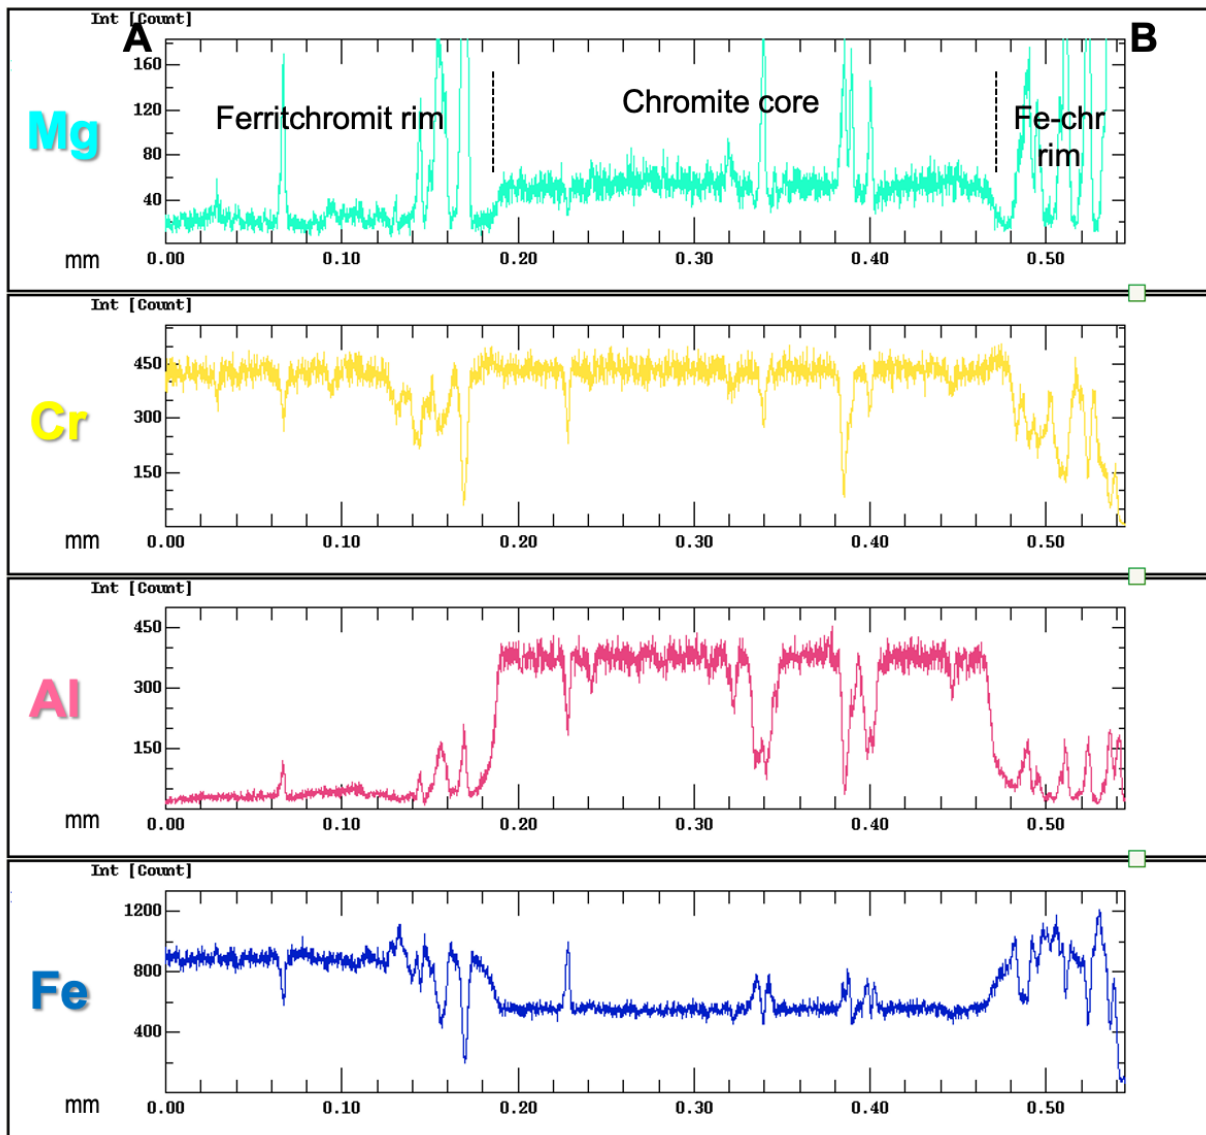 Int [Count]
A
B
160
120
80
40
Mg
Ferritchromit rim
Chromite core
Fe-chr
rim
mm
0.00 0.10 0.20 0.30 0.40 0.50
Int [Count]
450
300
150
Cr
mm
0.00 0.10 0.20 0.30 0.40 0.50
Int [Count]
450
300
150
Al
mm
0.00 0.10 0.20 0.30 0.40 0.50
Int [Count]
1200
800
400
Fe
mm
0.00 0.10 0.20 0.30 0.40 0.50